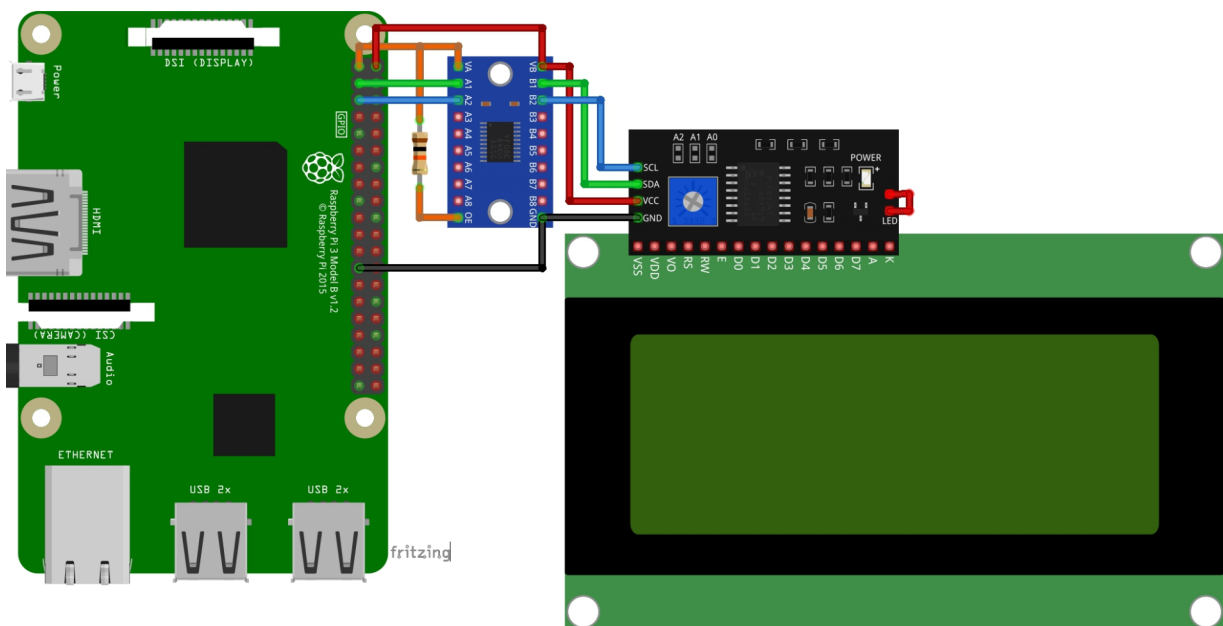 DSI (DISPLAY)
Power
GPIO
HDMI
Raspberry Pi 3 Model B v1.2
© Raspberry Pi 2015
CSI (CAMERA)
Audio
ETHERNET
USB 2x
USB 2x
fritzing
VA
A1
A2
A3
A4
A5
A6
A7
A8
OE
VB
B1
B2
B3
B4
B5
B6
B7
B8
GND
A2 A1 A0
POWER
+
SCL
SDA
VCC
GND
LED
VSS VDD VO RS RW E D0 D1 D2 D3 D4 D5 D6 D7 A K